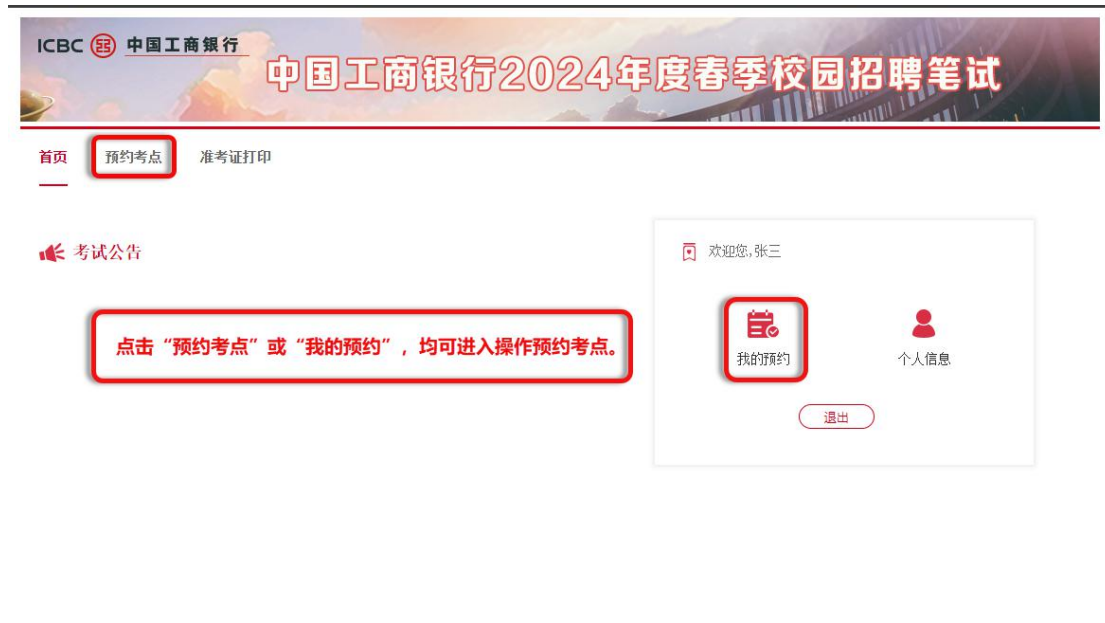 ICBC 中国工商银行
中国工商银行2024年度春季校园招聘笔试
首页 预约考点 准考证打印
考试公告
欢迎您,张三
点击“预约考点”或“我的预约”，均可进入操作预约考点。
我的预约 个人信息
退出